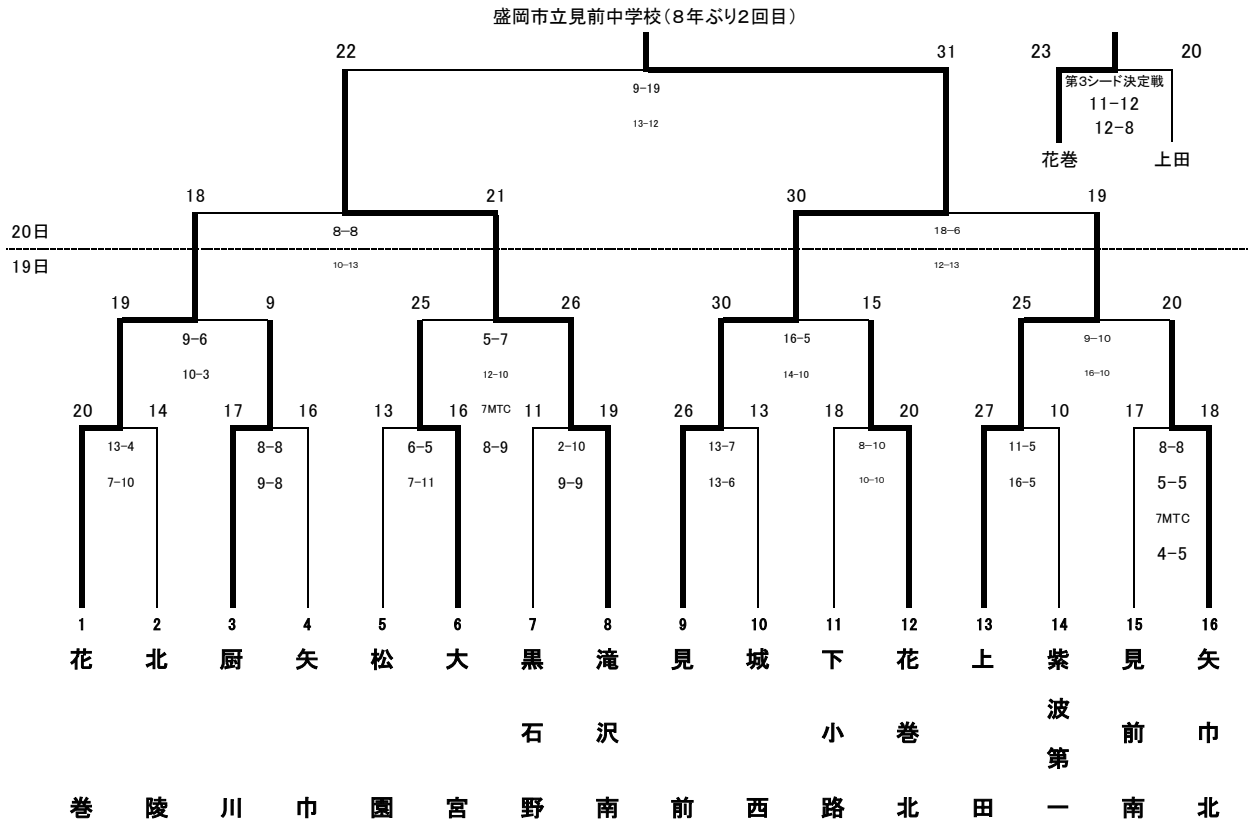 盛岡市立見前中学校（８年ぶり２回目）
22 31 23 20
9-19
13-12
第3シード決定戦
11-12
12-8
花巻 上田
18 21 30 19
20日
8-8 18-6
19日
10-13 12-13
19 9 25 26 30 15 25 20
9-6 5-7 16-5 9-10
10-3 12-10 14-10 16-10
7MTC
20 14 17 16 13 16 11 19 26 13 18 20 27 10 17 18
13-4 8-8 6-5 8-9 2-10 13-7 8-10 11-5 8-8
7-10 9-8 7-11 9-9 13-6 10-10 16-5 5-5
7MTC
4-5
1 2 3 4 5 6 7 8 9 10 11 12 13 14 15 16
花巻
北陵
厨川
矢巾
松園
大宮
黒石野
滝沢南
見前
城西
下小路
花巻北
上田
紫波第一
見前南
矢巾北